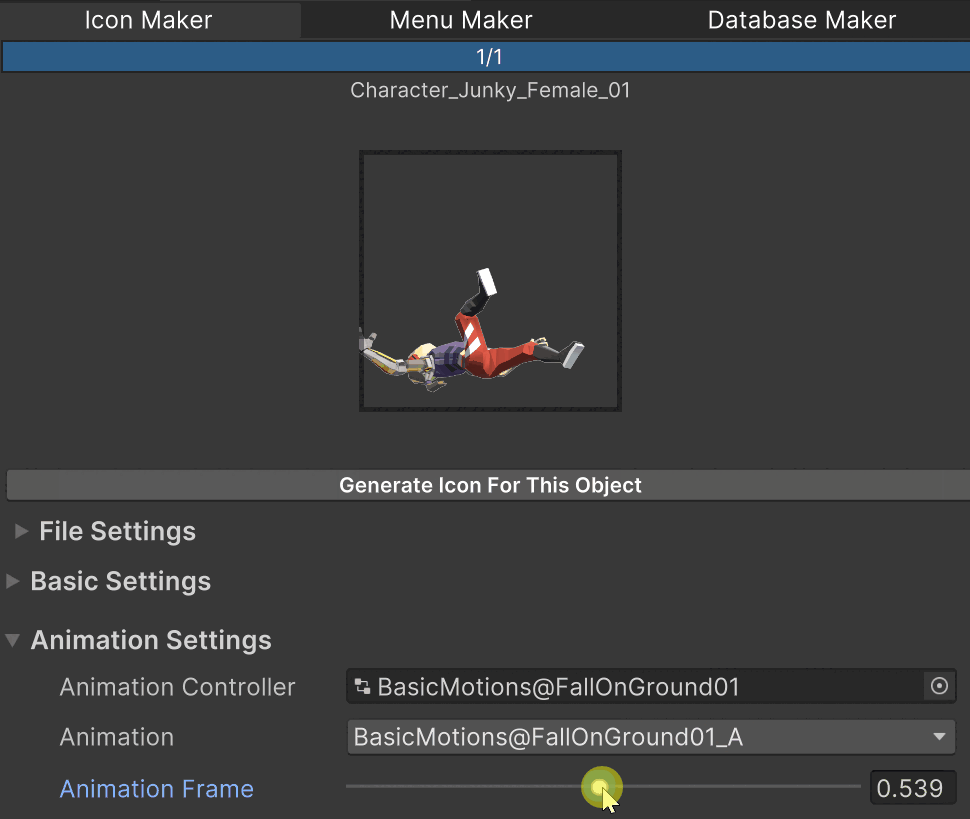 Icon Maker Menu Maker Database Maker
1/1
Character_Junky_Female_01
Generate Icon For This Object
File Settings
Basic Settings
Animation Settings
Animation Controller BasicMotions@FallOnGround01
Animation BasicMotions@FallOnGround01_A
Animation Frame 0.539